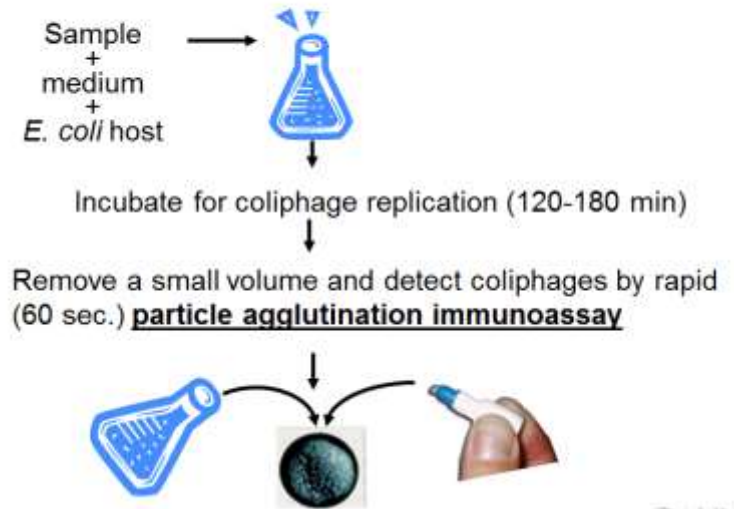 Sample
+
medium
+
E. coli host
Incubate for coliphage replication (120-180 min)
Remove a small volume and detect coliphages by rapid
(60 sec.) particle agglutination immunoassay